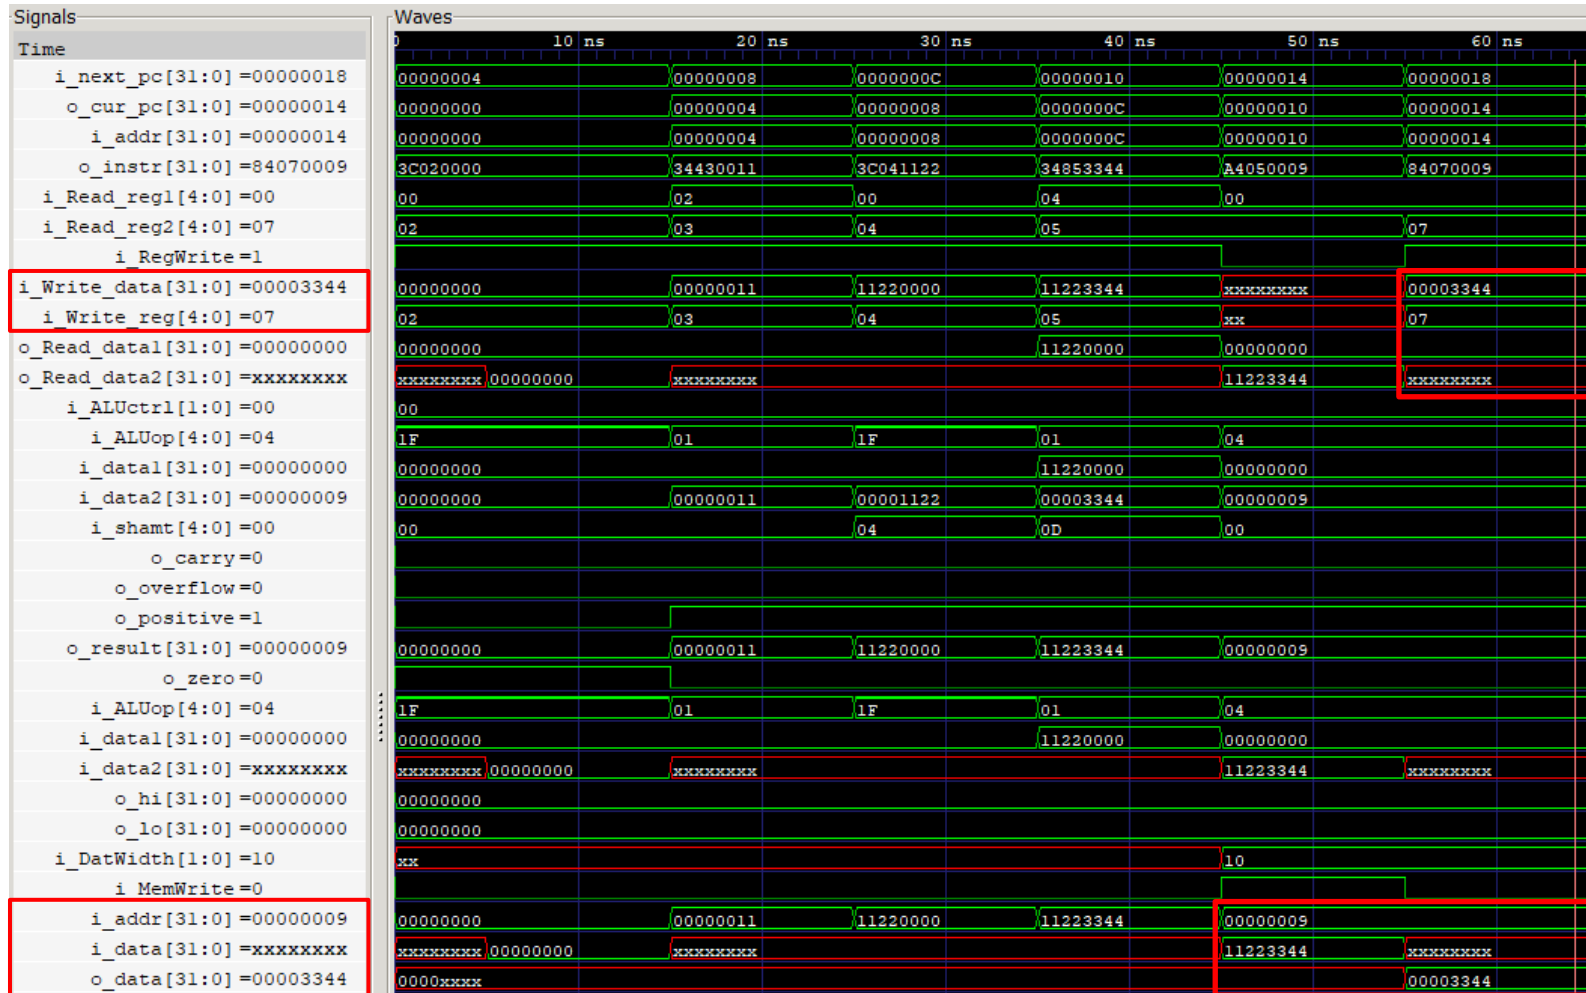 Signals Waves
Time 0 10 ns 20 ns 30 ns 40 ns 50 ns 60 ns
i_next_pc[31:0] =00000018 00000004 00000008 0000000C 00000010 00000014 00000018
o_cur_pc[31:0] =00000014 00000000 00000004 00000008 0000000C 00000010 00000014
i_addr[31:0] =00000014 00000000 00000004 00000008 0000000C 00000010 00000014
o_instr[31:0] =84070009 3C020000 34430011 3C041122 34853344 A4050009 84070009
i_Read_reg1[4:0] =00 00 02 00 04 00
i_Read_reg2[4:0] =07 02 03 04 05 07
i_RegWrite =1
i_Write_data[31:0] =00003344 00000000 00000011 11220000 11223344 xxxxxxxx 00003344
i_Write_reg[4:0] =07 02 03 04 05 xx 07
o_Read_data1[31:0] =00000000 00000000 11220000 00000000
o_Read_data2[31:0] =xxxxxxxx xxxxxxxx 00000000 xxxxxxxx 11223344 xxxxxxxx
i_ALUctrl[1:0] =00 00
i_ALUop[4:0] =04 1F 01 1F 01 04
i_data1[31:0] =00000000 00000000 11220000 00000000
i_data2[31:0] =00000009 00000000 00000011 00001122 00003344 00000009
i_shamt[4:0] =00 00 04 0D 00
o_carry =0
o_overflow =0
o_positive =1
o_result[31:0] =00000009 00000000 00000011 11220000 11223344 00000009
o_zero =0
i_ALUop[4:0] =04 1F 01 1F 01 04
i_data1[31:0] =00000000 00000000 11220000 00000000
i_data2[31:0] =xxxxxxxx xxxxxxxx 00000000 xxxxxxxx 11223344 xxxxxxxx
o_hi[31:0] =00000000 00000000
o_lo[31:0] =00000000 00000000
i_DatWidth[1:0] =10 xx 10
i_MemWrite =0
i_addr[31:0] =00000009 00000000 00000011 11220000 11223344 00000009
i_data[31:0] =xxxxxxxx xxxxxxxx 00000000 xxxxxxxx 11223344 xxxxxxxx
o_data[31:0] =00003344 0000xxxx 00003344